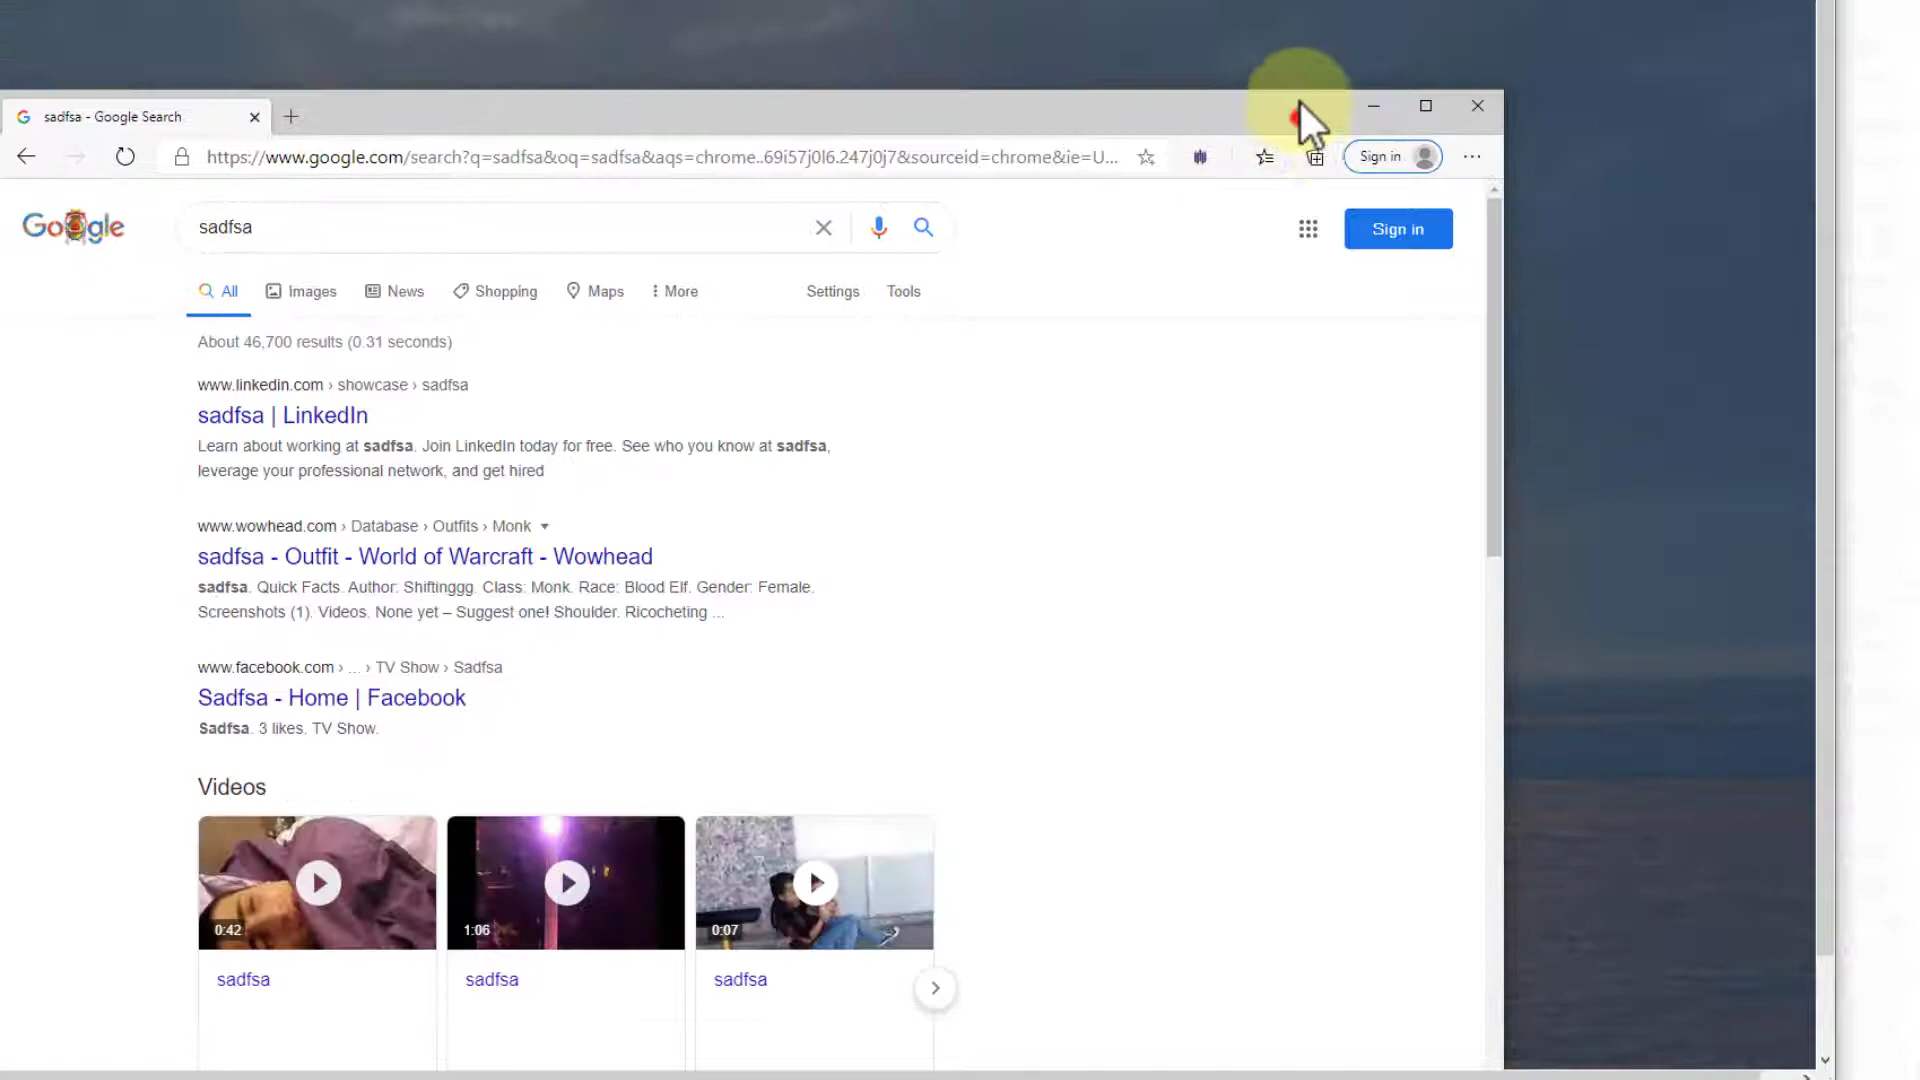 sadfsa - Google Search
https://www.google.com/search?q=sadfsa&oq=sadfsa&aqs=chrome..69i57j0l6.247j0j7&sourceid=chrome&ie=U...
Sign in
Google
sadfsa
Sign in
All
Images
News
Shopping
Maps
More
Settings
Tools
About 46,700 results (0.31 seconds)
www.linkedin.com › showcase › sadfsa
sadfsa | LinkedIn
Learn about working at sadfsa. Join LinkedIn today for free. See who you know at sadfsa,
leverage your professional network, and get hired
www.wowhead.com › Database › Outfits › Monk
sadfsa - Outfit - World of Warcraft - Wowhead
sadfsa. Quick Facts. Author: Shiftinggg. Class: Monk. Race: Blood Elf. Gender: Female.
Screenshots (1). Videos. None yet – Suggest one! Shoulder. Ricocheting ...
www.facebook.com › ... › TV Show › Sadfsa
Sadfsa - Home | Facebook
Sadfsa. 3 likes. TV Show.
Videos
0:42
1:06
0:07
sadfsa
sadfsa
sadfsa